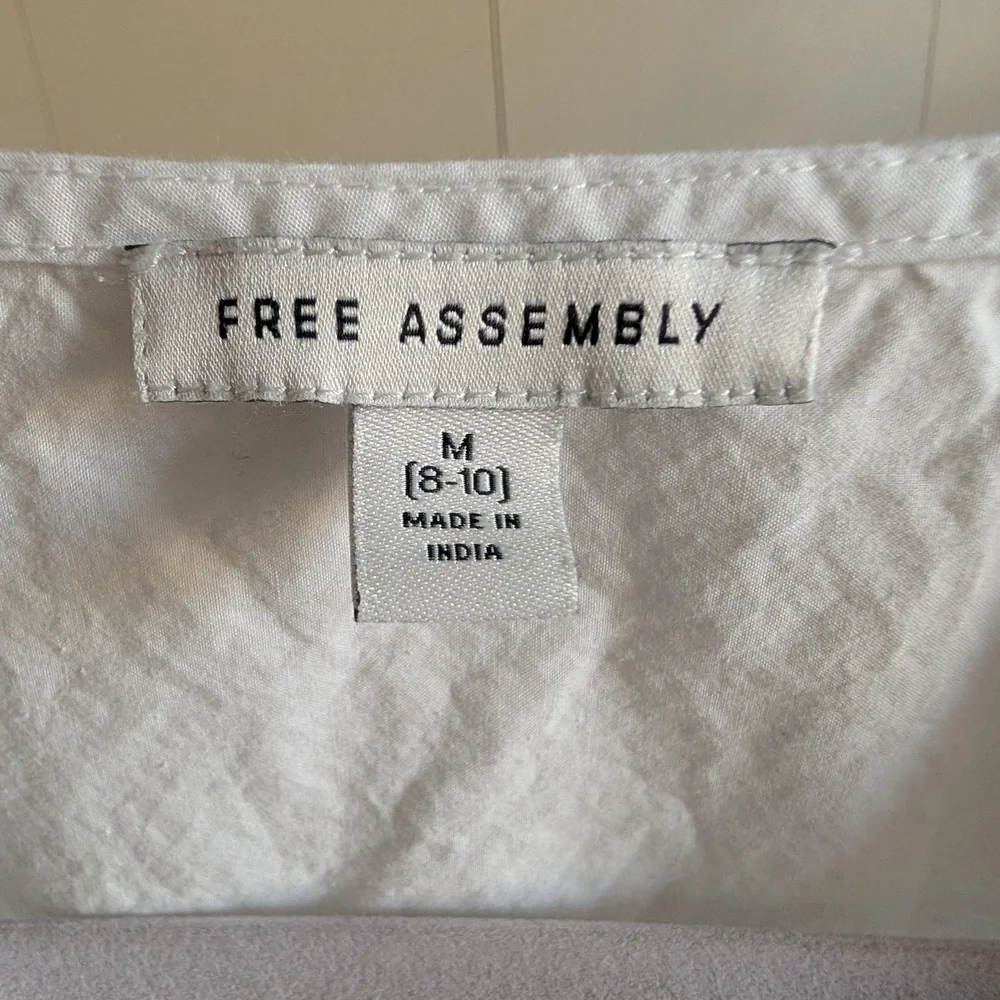 FREE ASSEMBLY
M
(8-10)
MADE IN
INDIA